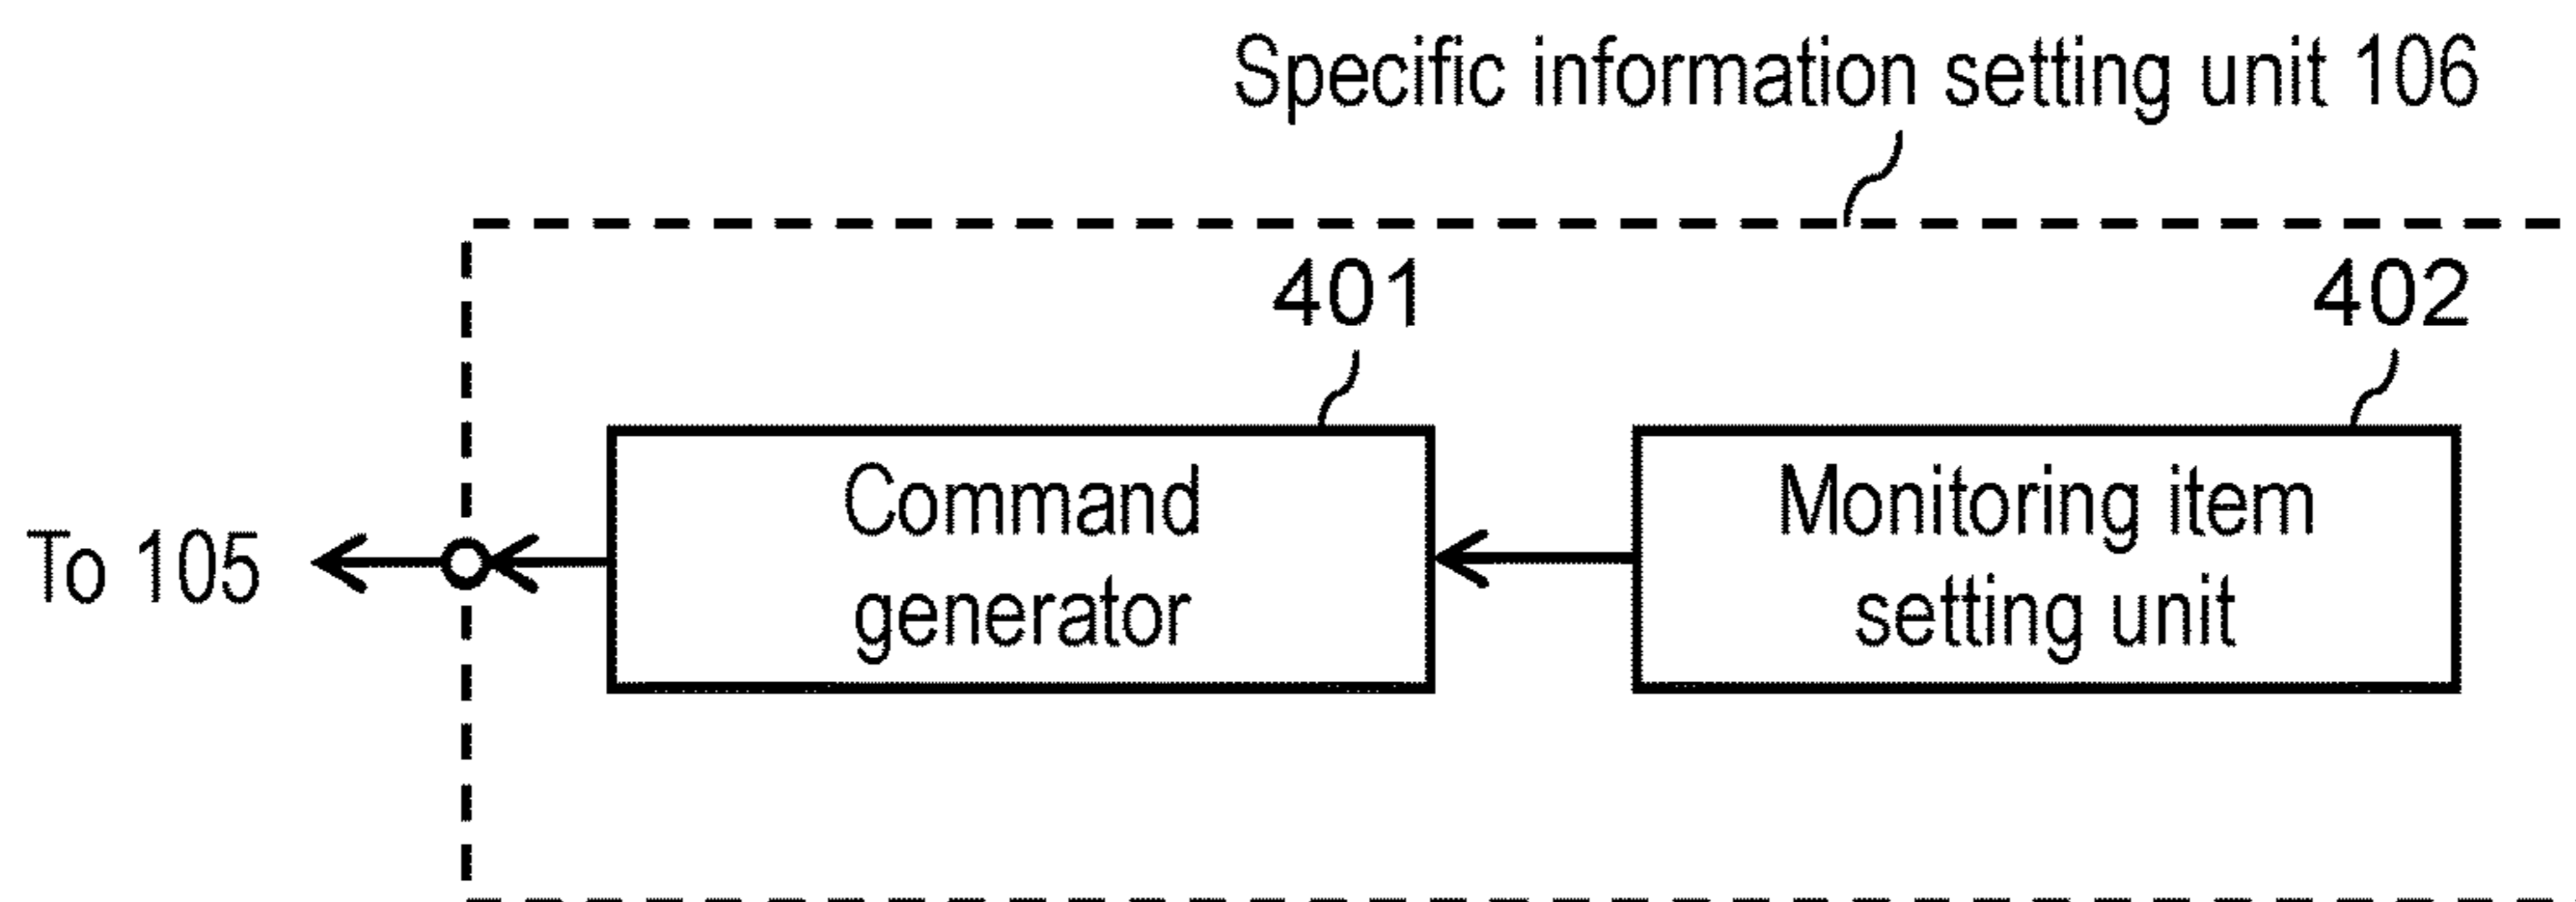 Specific information setting unit 106
401
402
Command
generator
Monitoring item
setting unit
To 105